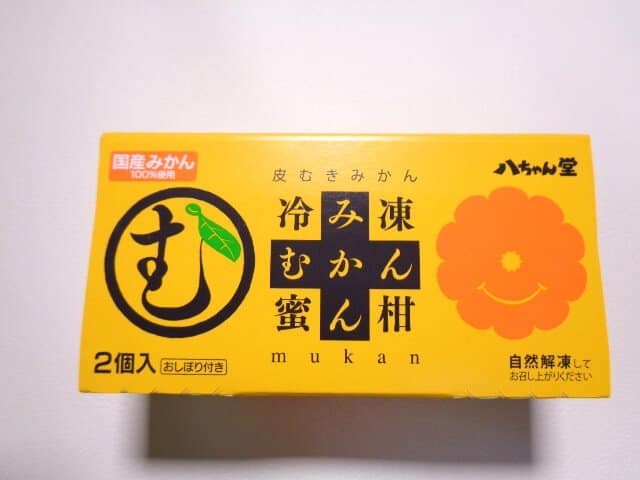 国産みかん
100%使用
八ちゃん堂
皮むきみかん
冷み凍
むかん
蜜ん柑
mukan
む
2個入 おしぼり付き
自然解凍して
お召し上がりください